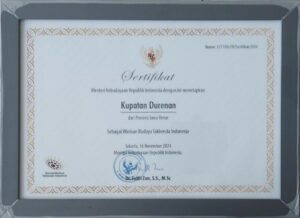 Sertifikat
Menteri Kebudayaan Republik Indonesia dengan ini menetapkan
Kupatan Durenan
dari Provinsi Jawa Timur
Sebagai Warisan Budaya Takbenda Indonesia
Jakarta, 16 November 2024
Menteri Kebudayaan Republik Indonesia,
Dr. Fadli Zon, S.S., M.Sc